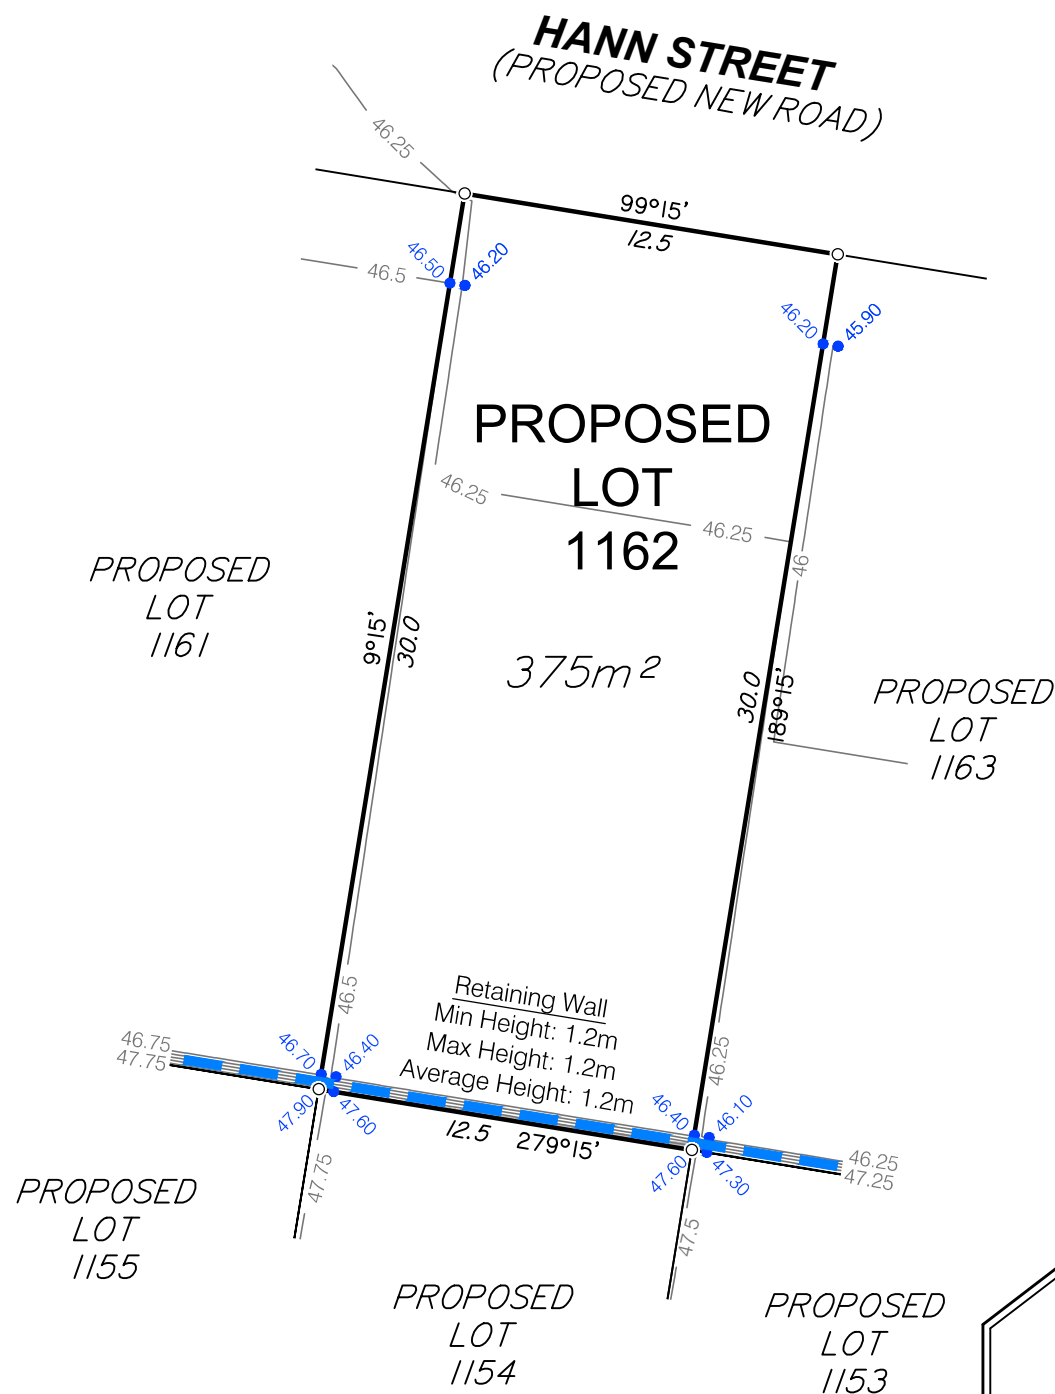 HANN STREET
(PROPOSED NEW ROAD)
46.25
99°15'
12.5
46.50
46.20
46.5
46.20
45.90
PROPOSED
LOT
1162
46.25
46.25
46
PROPOSED
LOT
1161
9°15'
30.0
375m²
30.0
189°15'
PROPOSED
LOT
1163
46.5
Retaining Wall
Min Height: 1.2m
Max Height: 1.2m
Average Height: 1.2m
46.25
46.75
47.75
46.70
46.40
47.90
47.60
46.40
46.10
12.5 279°15'
47.60
47.30
46.25
47.25
47.75
47.5
PROPOSED
LOT
1155
PROPOSED
LOT
1154
PROPOSED
LOT
1153